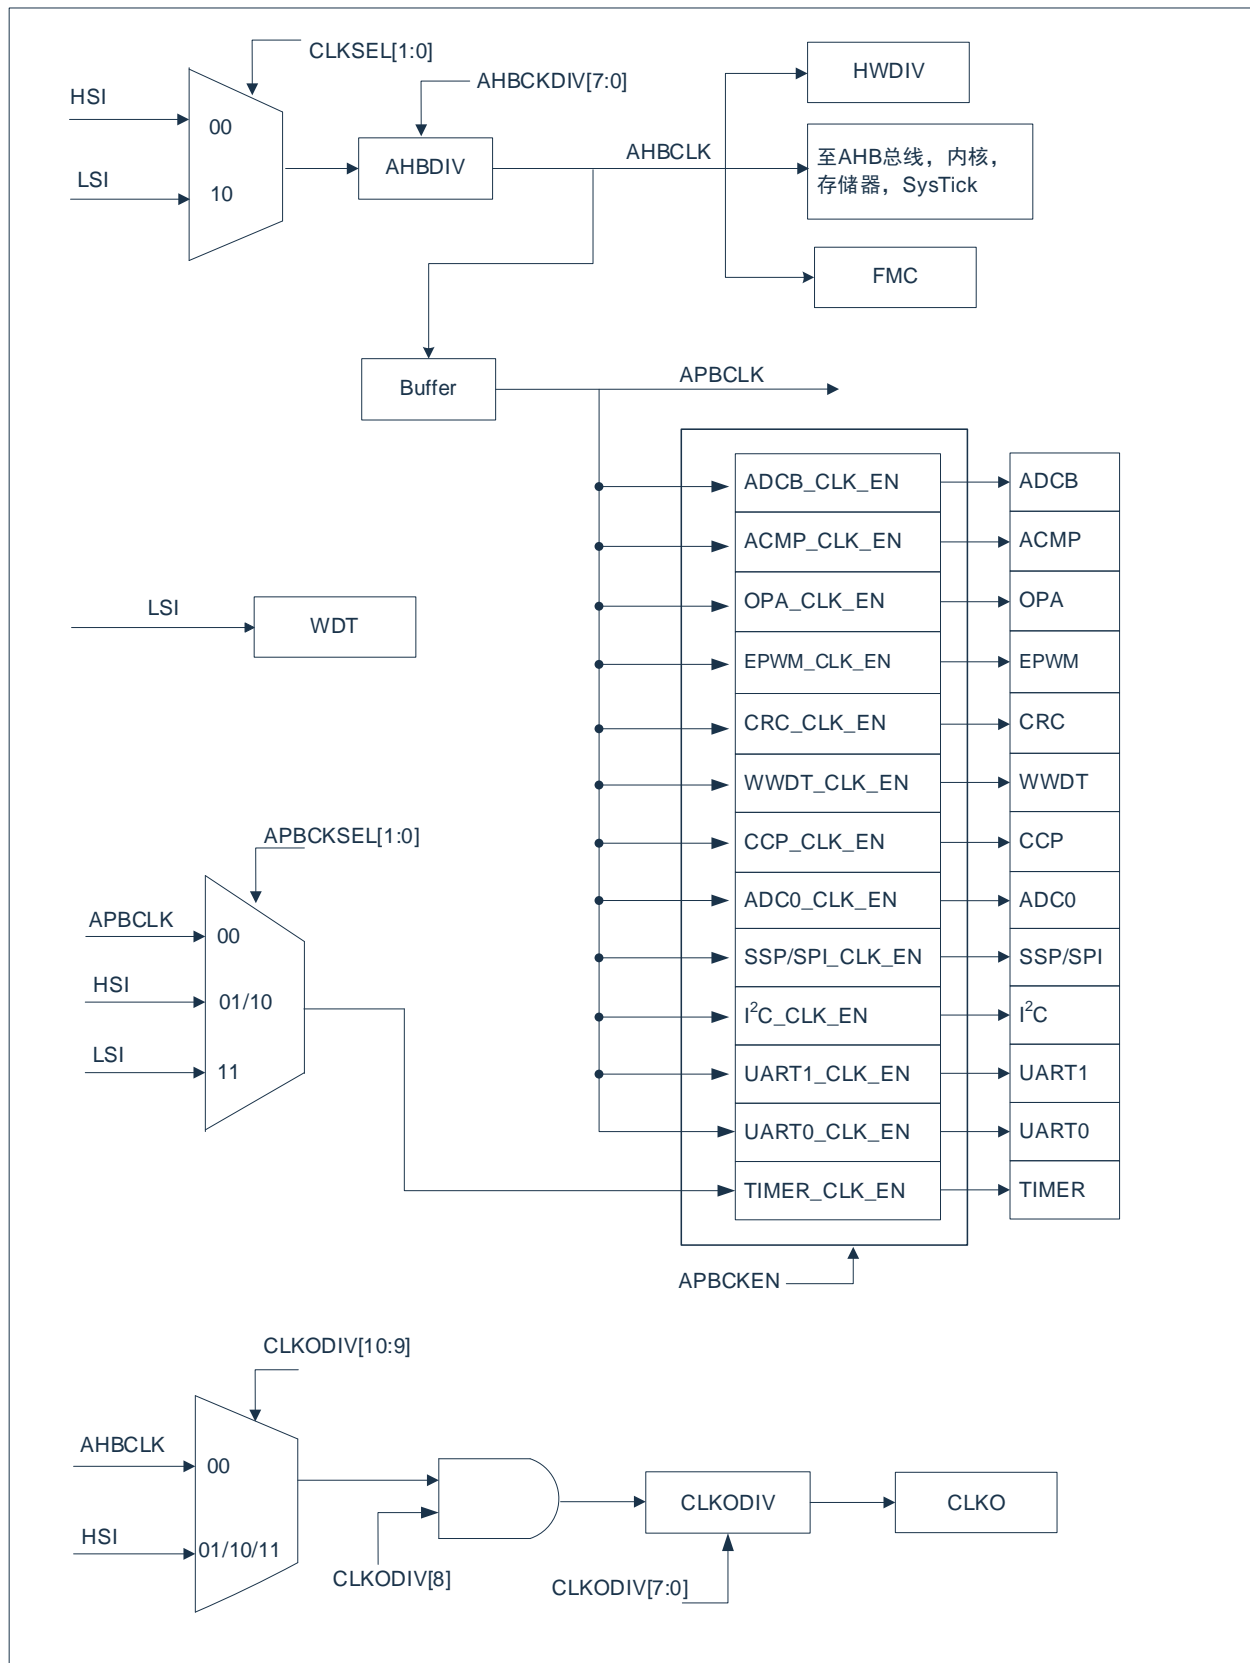 CLKSEL[1:0]
HSI
00
LSI
10
AHBCKDIV[7:0]
AHBDIV
AHBCLK
HWDIV
至AHB总线，内核，
存储器，SysTick
FMC
Buffer
APBCLK
ADCB_CLK_EN
ADCB
ACMP_CLK_EN
ACMP
OPA_CLK_EN
OPA
LSI
WDT
EPWM_CLK_EN
EPWM
CRC_CLK_EN
CRC
WWDT_CLK_EN
WWDT
CCP_CLK_EN
CCP
ADC0_CLK_EN
ADC0
SSP/SPI_CLK_EN
SSP/SPI
I²C_CLK_EN
I²C
UART1_CLK_EN
UART1
UART0_CLK_EN
UART0
TIMER_CLK_EN
TIMER
APBCKSEL[1:0]
APBCLK
00
HSI
01/10
LSI
11
APBCKEN
CLKODIV[10:9]
AHBCLK
00
HSI
01/10/11
CLKODIV[8]
CLKODIV
CLKODIV[7:0]
CLKO